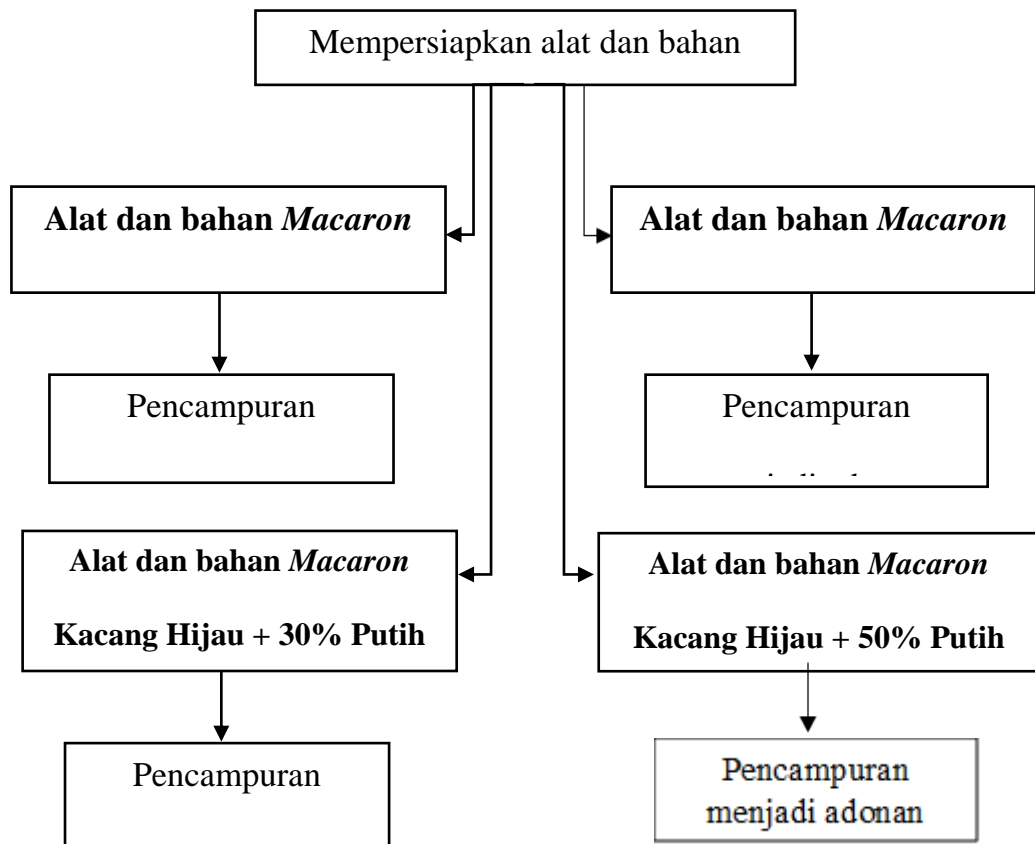 Mempersiapkan alat dan bahan
Alat dan bahan Macaron
Alat dan bahan Macaron
Pencampuran
Pencampuran
Alat dan bahan Macaron
Kacang Hijau + 30% Putih
Alat dan bahan Macaron
Kacang Hijau + 50% Putih
Pencampuran
Pencampuran
menjadi adonan